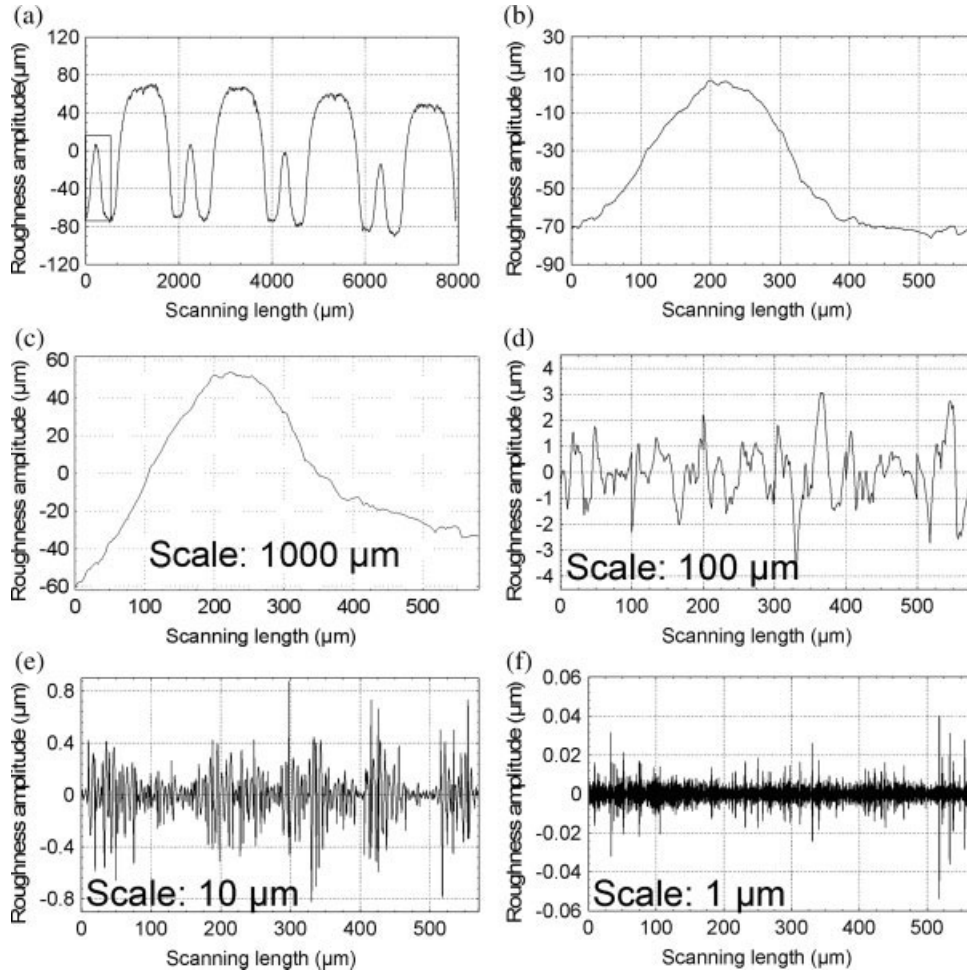 (a)
Roughness amplitude(µm)
120
80
40
0
-40
-80
-120
0 2000 4000 6000 8000
Scanning length (µm)
(b)
Roughness amplitude (µm)
30
10
-10
-30
-50
-70
-90
0 100 200 300 400 500
Scanning length (µm)
(c)
Roughness amplitude (µm)
60
40
20
0
-20
-40
-60
Scale: 1000 µm
0 100 200 300 400 500
Scanning length (µm)
(d)
Roughness amplitude (µm)
4
3
2
1
0
-1
-2
-3
-4
Scale: 100 µm
0 100 200 300 400 500
Scanning length (µm)
(e)
Roughness amplitude (µm)
0.8
0.4
0
-0.4
-0.8
Scale: 10 µm
0 100 200 300 400 500
Scanning length (µm)
(f)
Roughness amplitude (µm)
0.06
0.04
0.02
0
-0.02
-0.04
-0.06
Scale: 1 µm
0 100 200 300 400 500
Scanning length (µm)